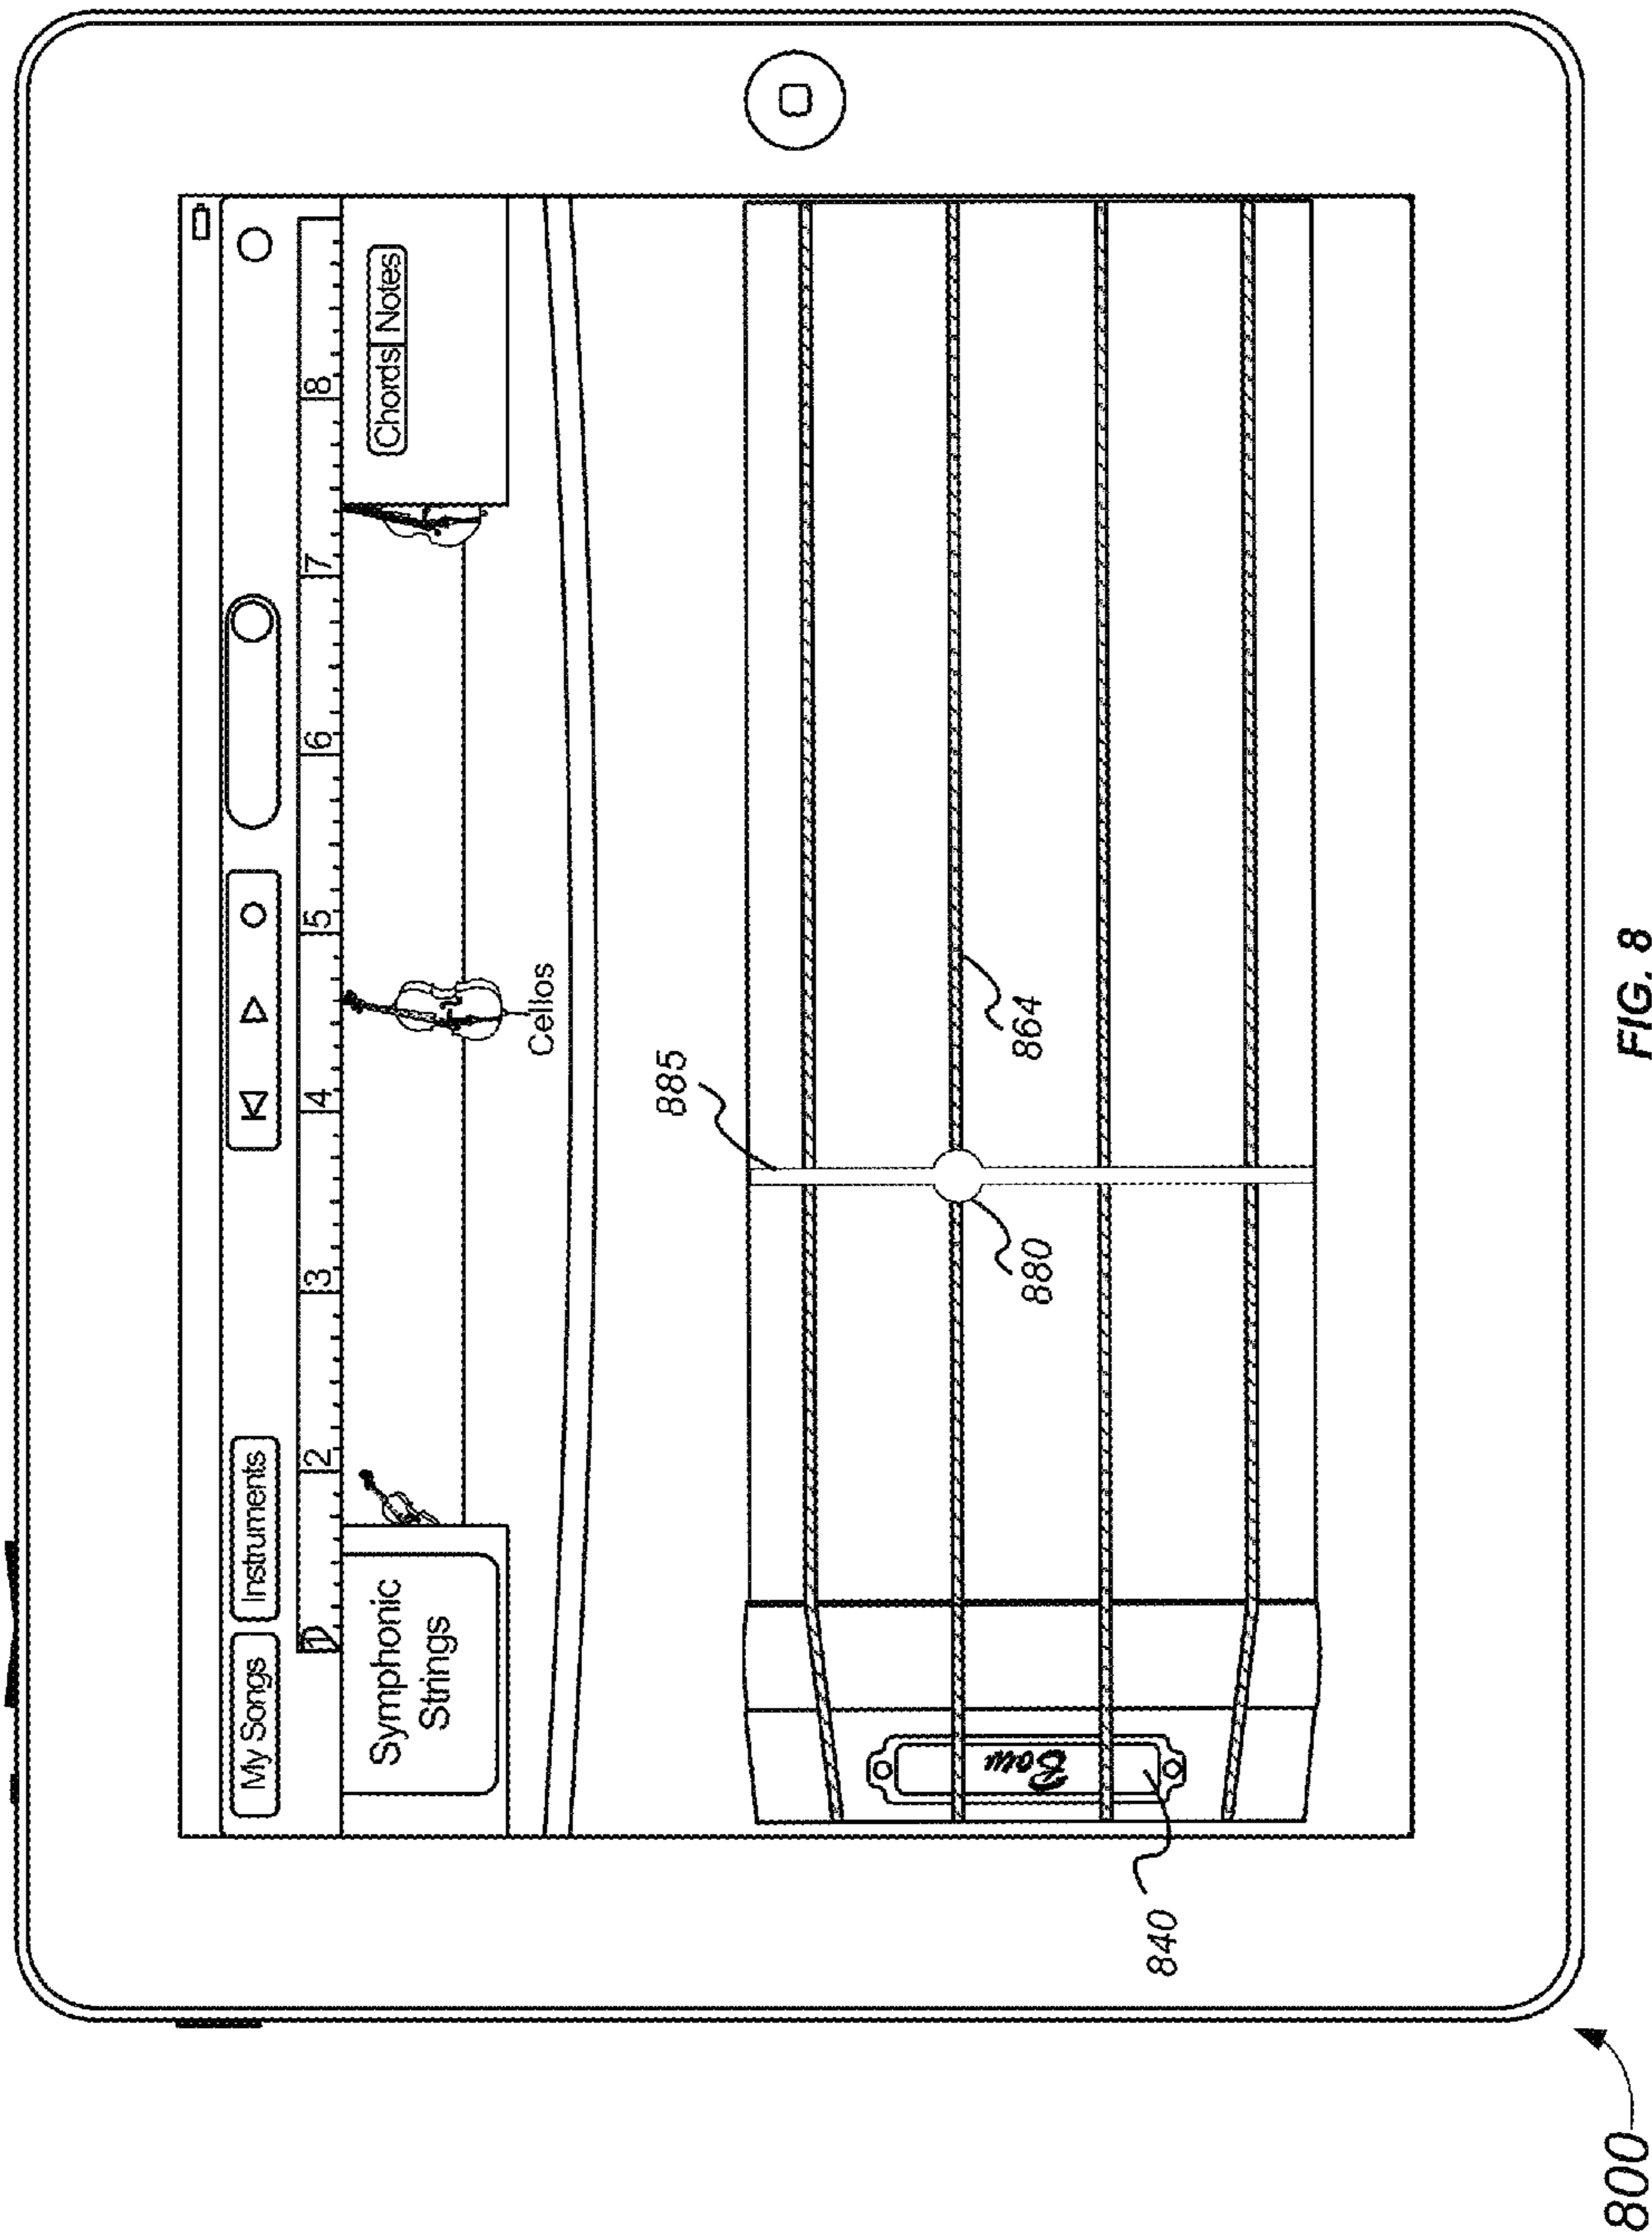 My Songs
Instruments
1 2 3 4 5 6 7 8
Symphonic
Strings
Chords Notes
Cellos
885
864
880
Bow
840
800
FIG. 8